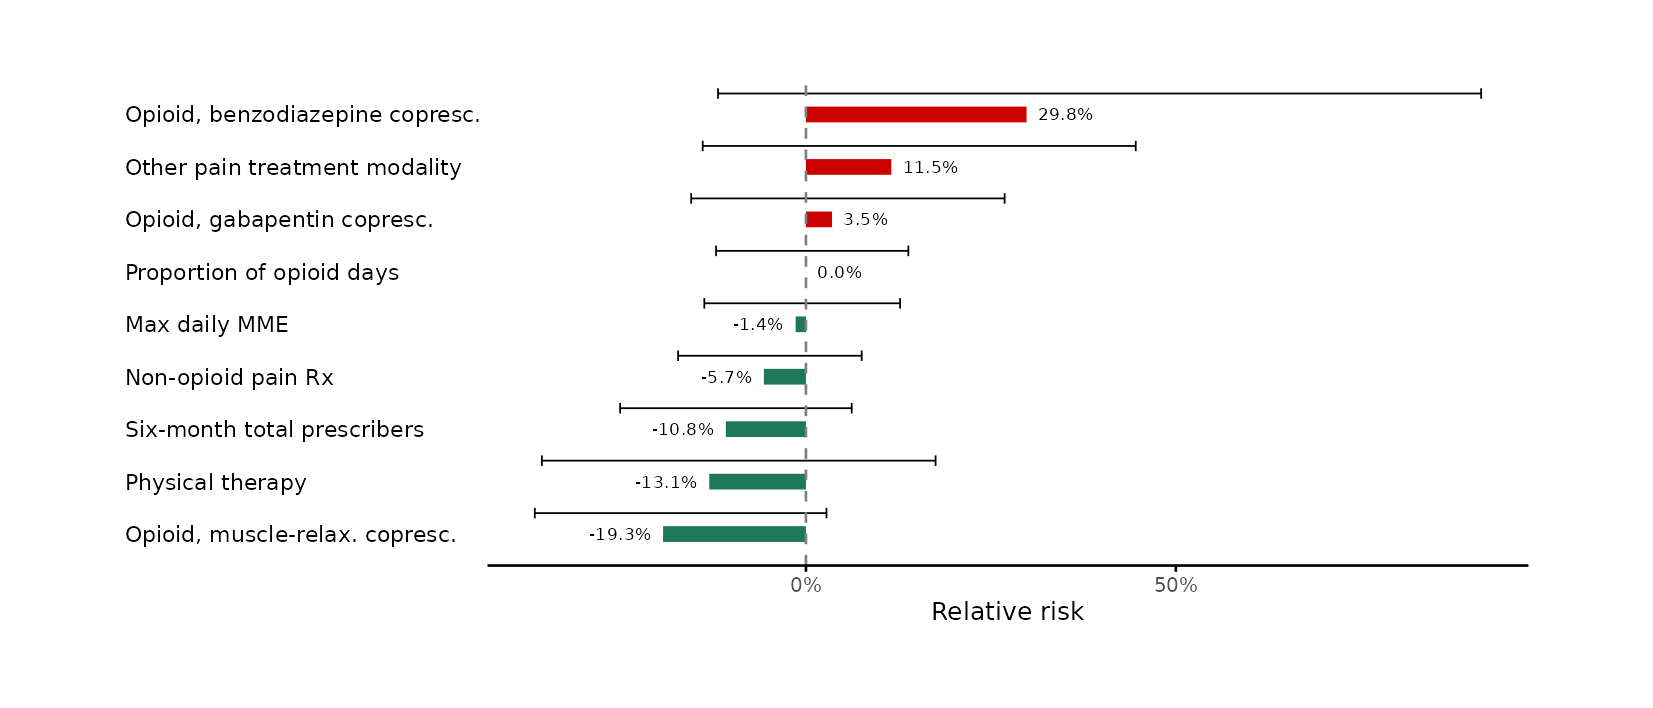 Opioid, benzodiazepine copresc.
29.8%
Other pain treatment modality
11.5%
Opioid, gabapentin copresc.
3.5%
Proportion of opioid days
0.0%
Max daily MME
-1.4%
Non-opioid pain Rx
-5.7%
Six-month total prescribers
-10.8%
Physical therapy
-13.1%
Opioid, muscle-relax. copresc.
-19.3%
0%
50%
Relative risk